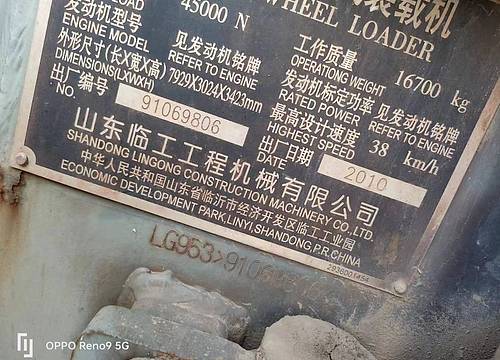 装载机
WHEEL LOADER
LOAD 45000 N
发动机型号 见发动机铭牌
ENGINE MODEL REFER TO ENGINE
外形尺寸(长X宽X高) 7929X3024X3423mm
DIMENSIONS(LXWXH)
出厂编号 91069806
NO.
工作质量 16700 kg
OPERATIONG WEIGHT
发动机标定功率 见发动机铭牌
RATED POWER REFER TO ENGINE
最高设计速度 38 km/h
HIGHEST SPEED
出厂日期 2010
DATE
山东临工工程机械有限公司
SHANDONG LINGONG CONSTRUCTION MACHINERY CO.,LTD.
中华人民共和国山东省临沂市经济开发区临工工业园
ECONOMIC DEVELOPMENT PARK,LINYI,SHANDONG,P.R.CHINA
2936001454
LG953>9106
OPPO Reno9 5G